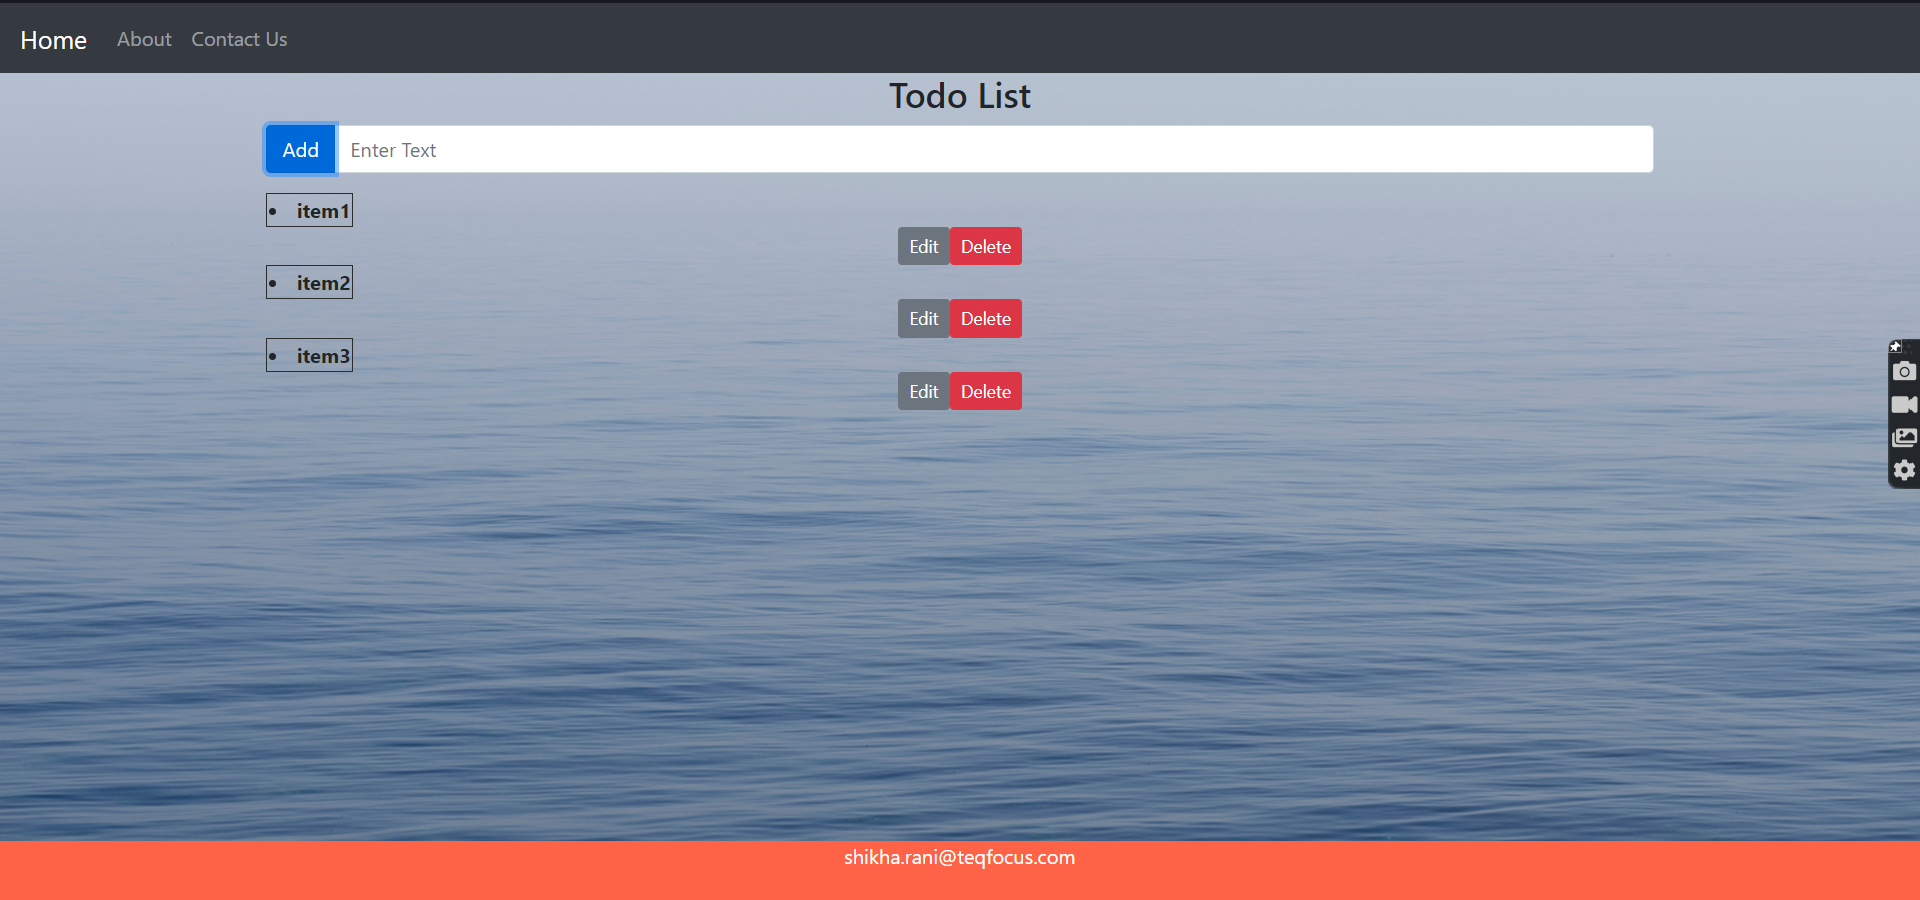 Home About Contact Us
Todo List
Add Enter Text
item1
Edit Delete
item2
Edit Delete
item3
Edit Delete
shikha.rani@teqfocus.com